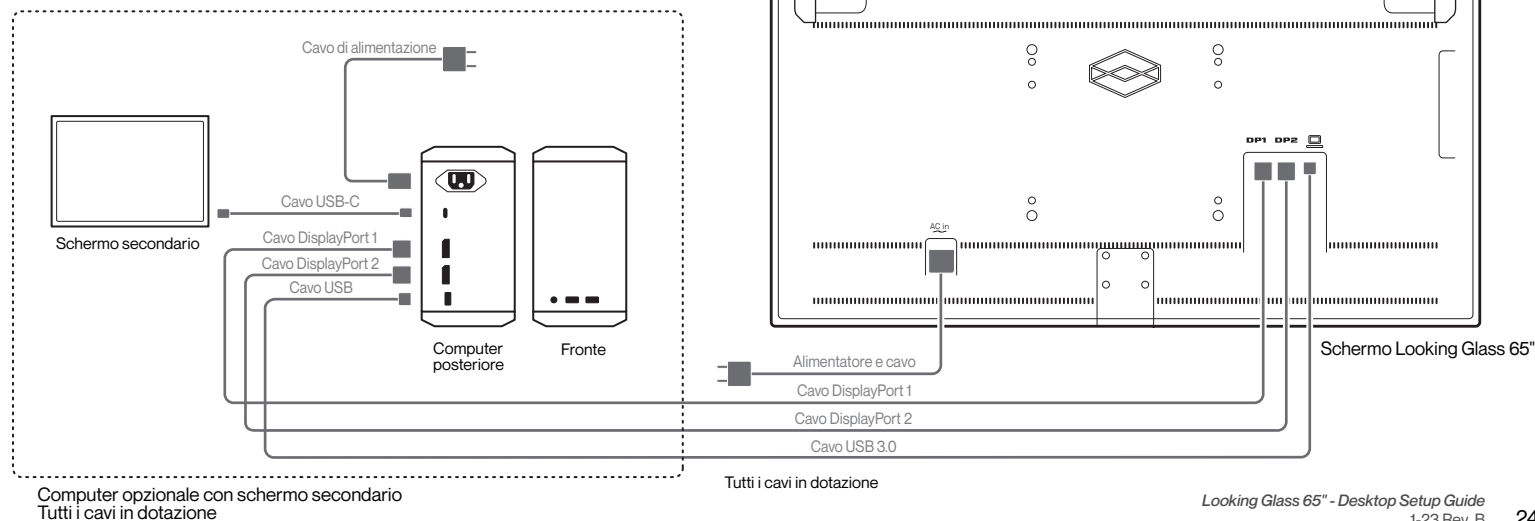 Cavo di alimentazione
Cavo USB-C
Schermo secondario
Cavo DisplayPort 1
Cavo DisplayPort 2
Cavo USB
Computer
posteriore
Fronte
DP1 DP2
AC in
Schermo Looking Glass 65"
Alimentatore e cavo
Cavo DisplayPort 1
Cavo DisplayPort 2
Cavo USB 3.0
Tutti i cavi in dotazione
Computer opzionale con schermo secondario
Tutti i cavi in dotazione
Looking Glass 65" - Desktop Setup Guide
1-23 Rev. B 24